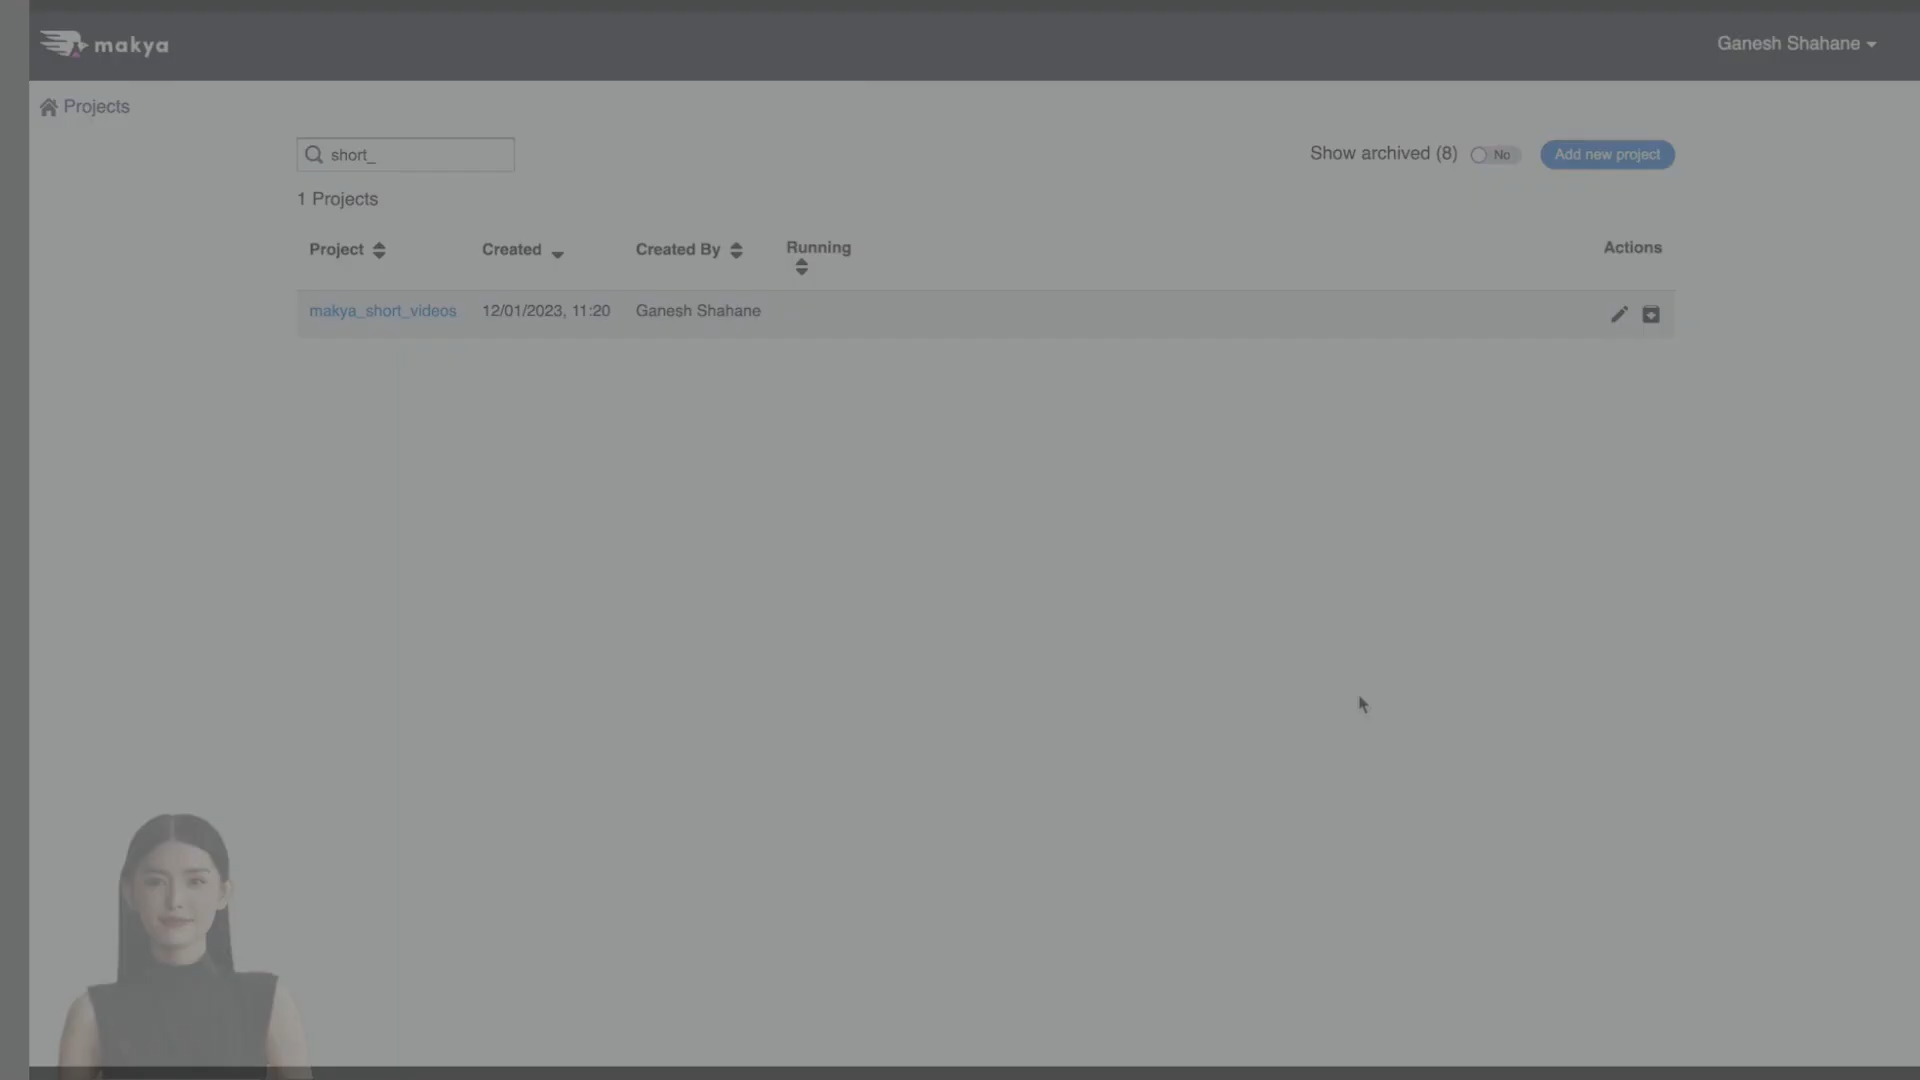 makya
Ganesh Shahane
Projects
short_
Show archived (8) No Add new project
1 Projects
Project Created Created By Running Actions
makya_short_videos 12/01/2023, 11:20 Ganesh Shahane